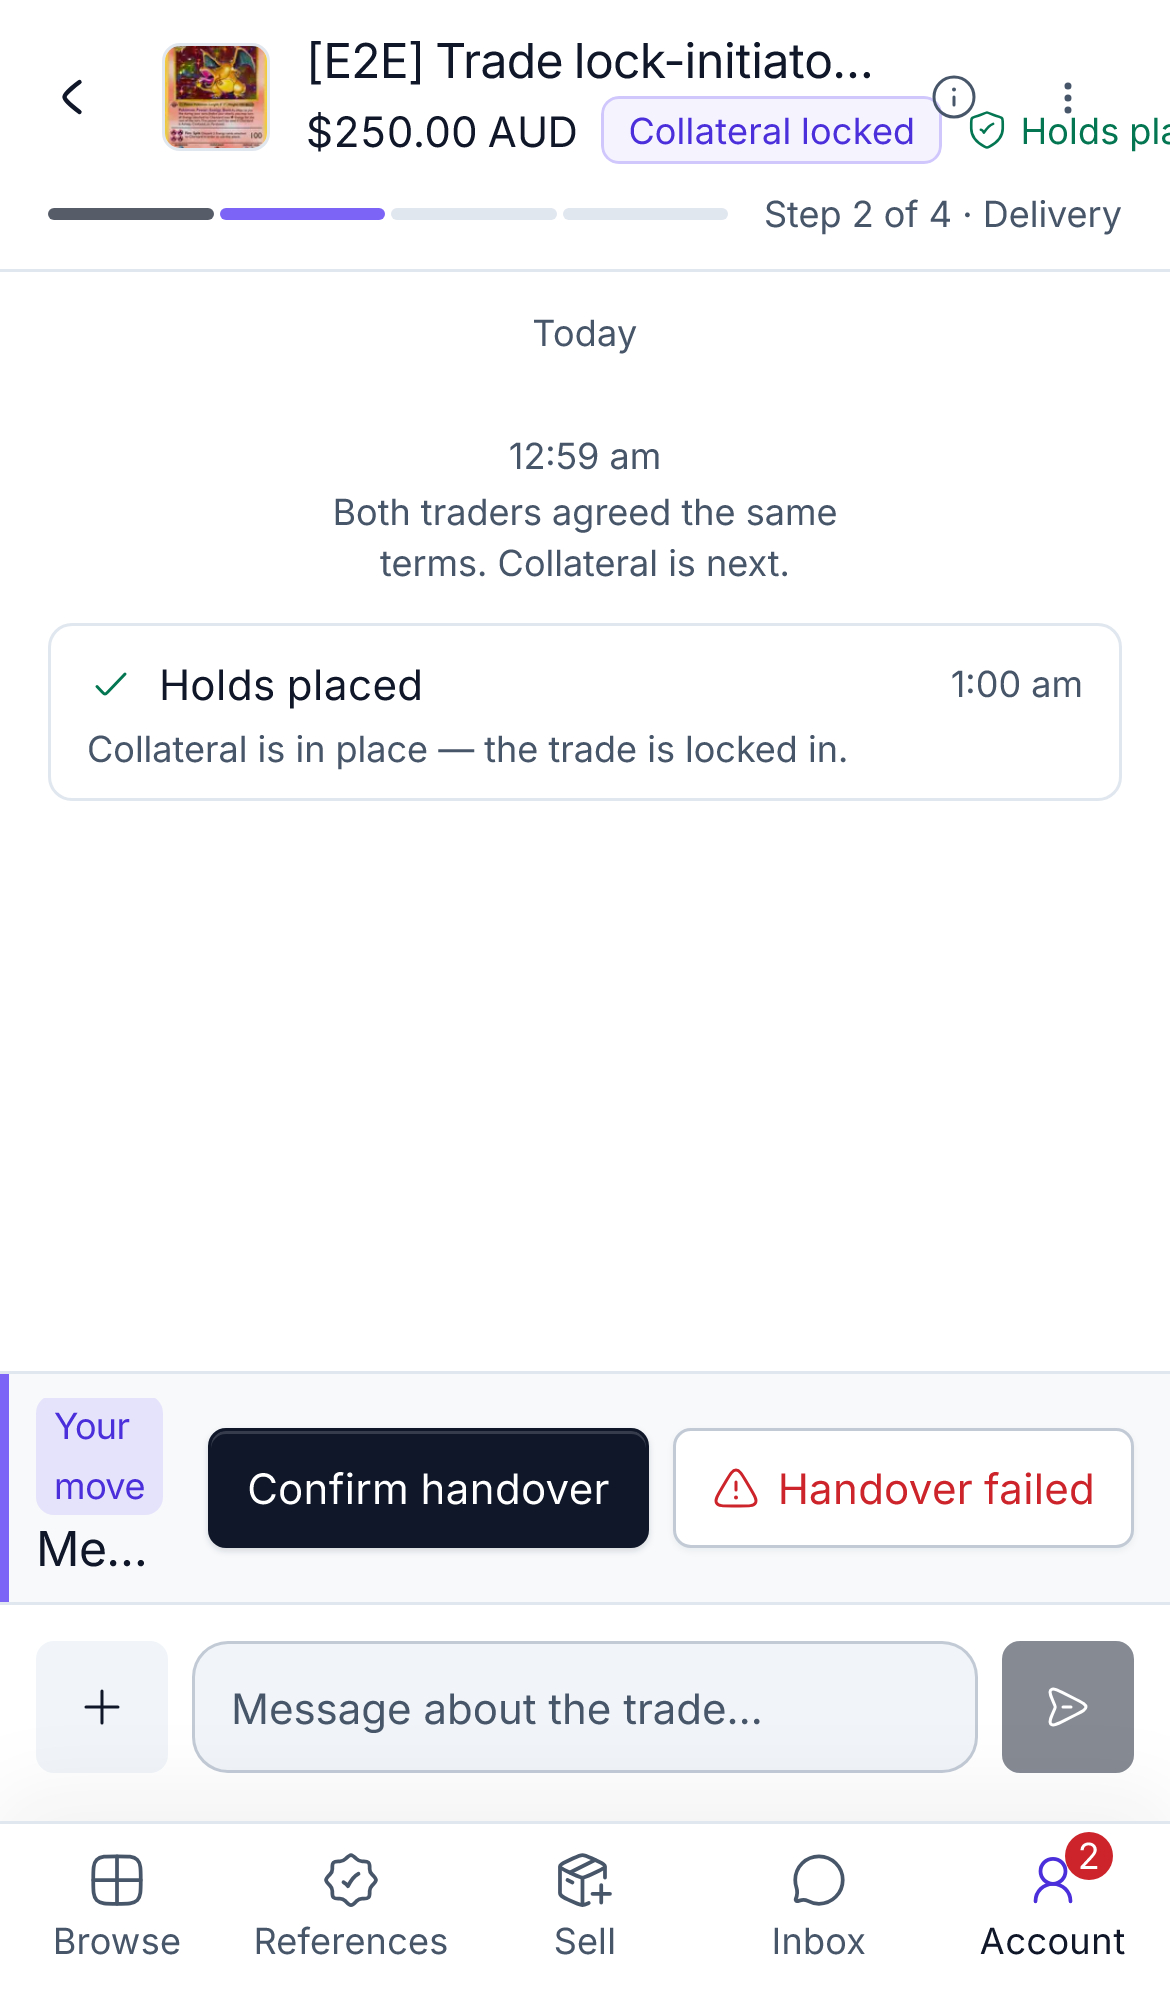 [E2E] Trade lock-initiato...
$250.00 AUD
Collateral locked
Holds pla
Step 2 of 4 · Delivery
Today
12:59 am
Both traders agreed the same
terms. Collateral is next.
Holds placed
1:00 am
Collateral is in place — the trade is locked in.
Your
move
Me...
Confirm handover
Handover failed
Message about the trade...
2
Browse
References
Sell
Inbox
Account